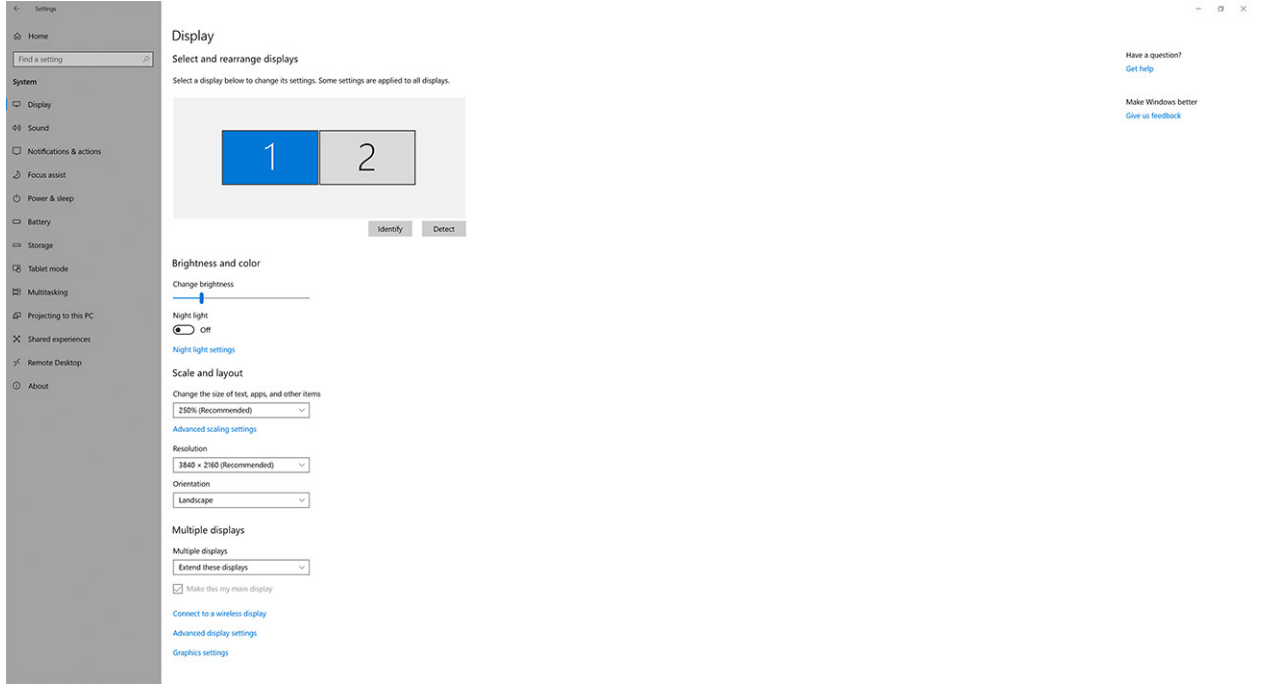 Settings
Home
Find a setting
System
Display
Sound
Notifications & actions
Focus assist
Power & sleep
Battery
Storage
Tablet mode
Multitasking
Projecting to this PC
Shared experiences
Remote Desktop
About
Display
Select and rearrange displays
Select a display below to change its settings. Some settings are applied to all displays.
1 2
Identify Detect
Brightness and color
Change brightness
Night light
Off
Night light settings
Scale and layout
Change the size of text, apps, and other items
250% (Recommended)
Advanced scaling settings
Resolution
3840 × 2160 (Recommended)
Orientation
Landscape
Multiple displays
Multiple displays
Extend these displays
Make this my main display
Connect to a wireless display
Advanced display settings
Graphics settings
Have a question?
Get help
Make Windows better
Give us feedback